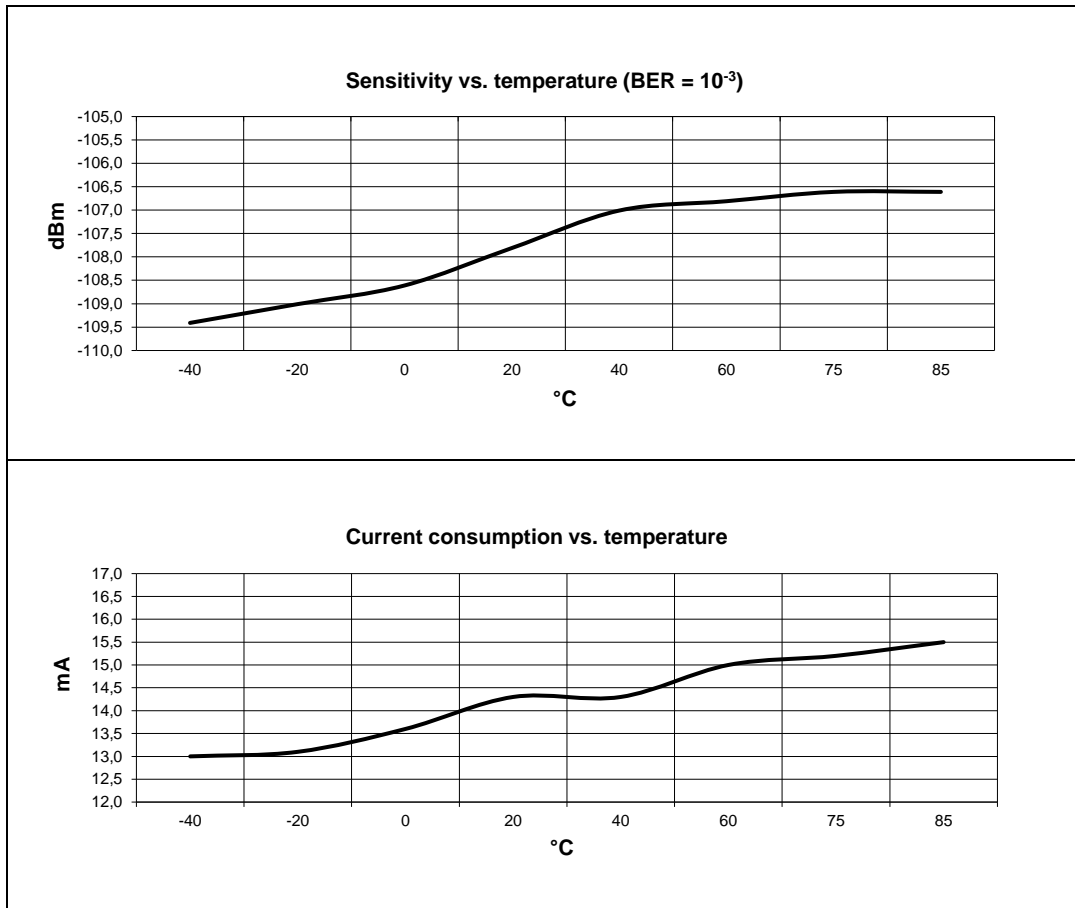 Sensitivity vs. temperature (BER = 10⁻³)
-105,0
-105,5
-106,0
-106,5
-107,0
-107,5
-108,0
-108,5
-109,0
-109,5
-110,0
dBm
-40 -20 0 20 40 60 75 85
°C
Current consumption vs. temperature
17,0
16,5
16,0
15,5
15,0
14,5
14,0
13,5
13,0
12,5
12,0
mA
-40 -20 0 20 40 60 75 85
°C